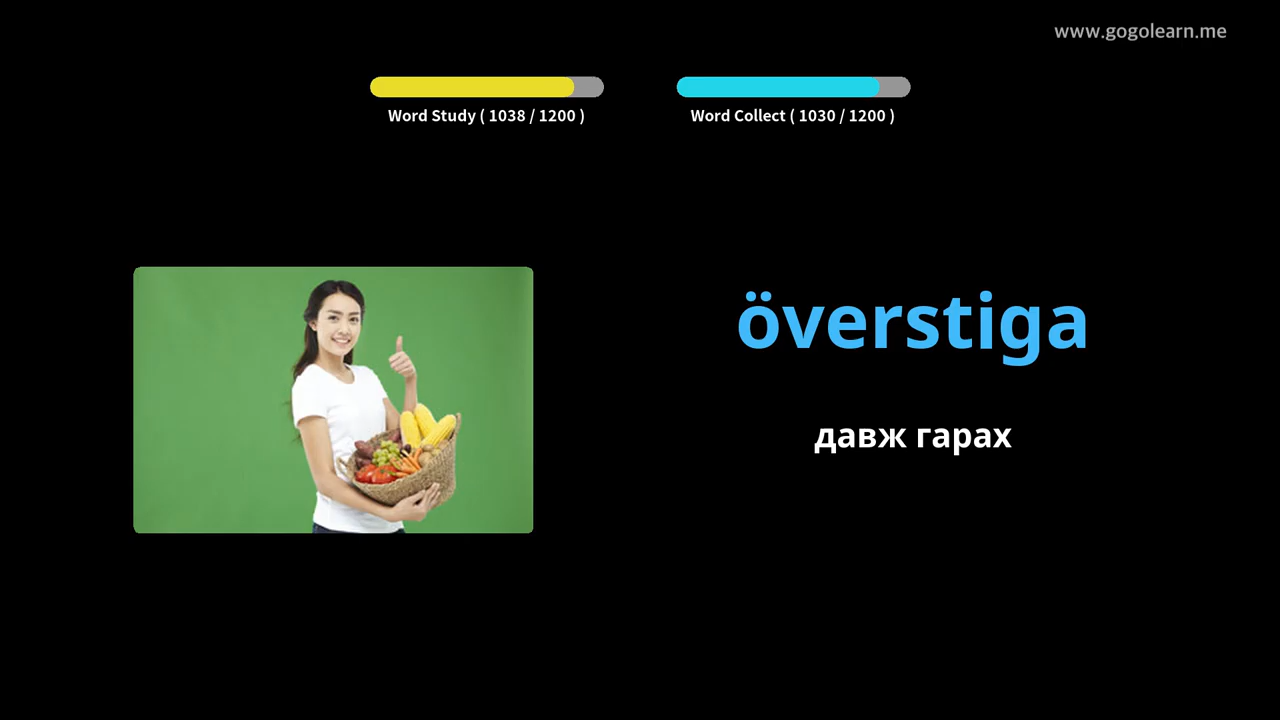 www.gogolearn.me
Word Study ( 1038 / 1200 )
Word Collect ( 1030 / 1200 )
överstiga
давж гарах